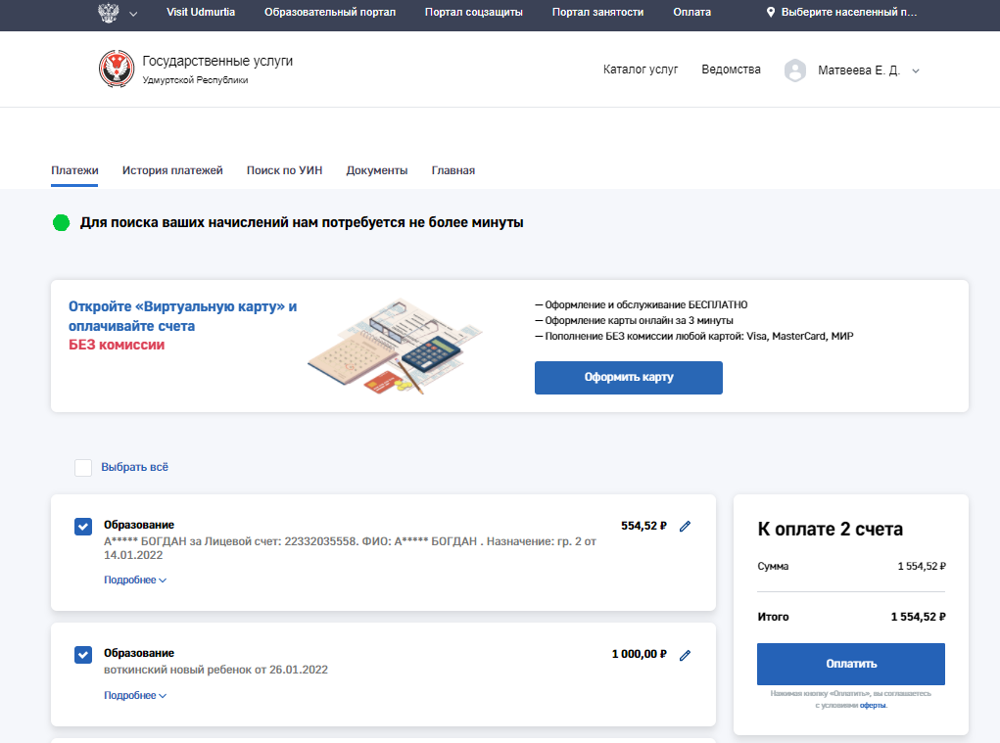 Visit Udmurtia Образовательный портал Портал соцзащиты Портал занятости Оплата Выберите населенный п...
Государственные услуги
Удмуртской Республики
Каталог услуг Ведомства Матвеева Е. Д.
Платежи История платежей Поиск по УИН Документы Главная
Для поиска ваших начислений нам потребуется не более минуты
Откройте «Виртуальную карту» и
оплачивайте счета
БЕЗ комиссии
— Оформление и обслуживание БЕСПЛАТНО
— Оформление карты онлайн за 3 минуты
— Пополнение БЕЗ комиссии любой картой: Visa, MasterCard, МИР
Оформить карту
Выбрать всё
Образование 554,52 ₽
А***** БОГДАН за Лицевой счет: 22332035558. ФИО: А***** БОГДАН . Назначение: гр. 2 от
14.01.2022
Подробнее
Образование 1 000,00 ₽
воткинский новый ребенок от 26.01.2022
Подробнее
К оплате 2 счета
Сумма 1 554,52 ₽
Итого 1 554,52 ₽
Оплатить
Нажимая кнопку «Оплатить», вы соглашаетесь
с условиями оферты.